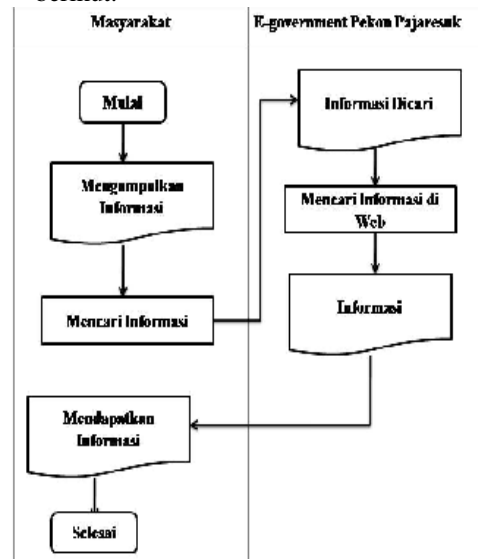 berikut:
Masyarakat
E-government Pekon Pajaresuk
Mulai
Mengumpulkan
Informasi
Mencari Informasi
Informasi Dicari
Mencari Informasi di
Web
Informasi
Mendapatkan
Informasi
Selesai